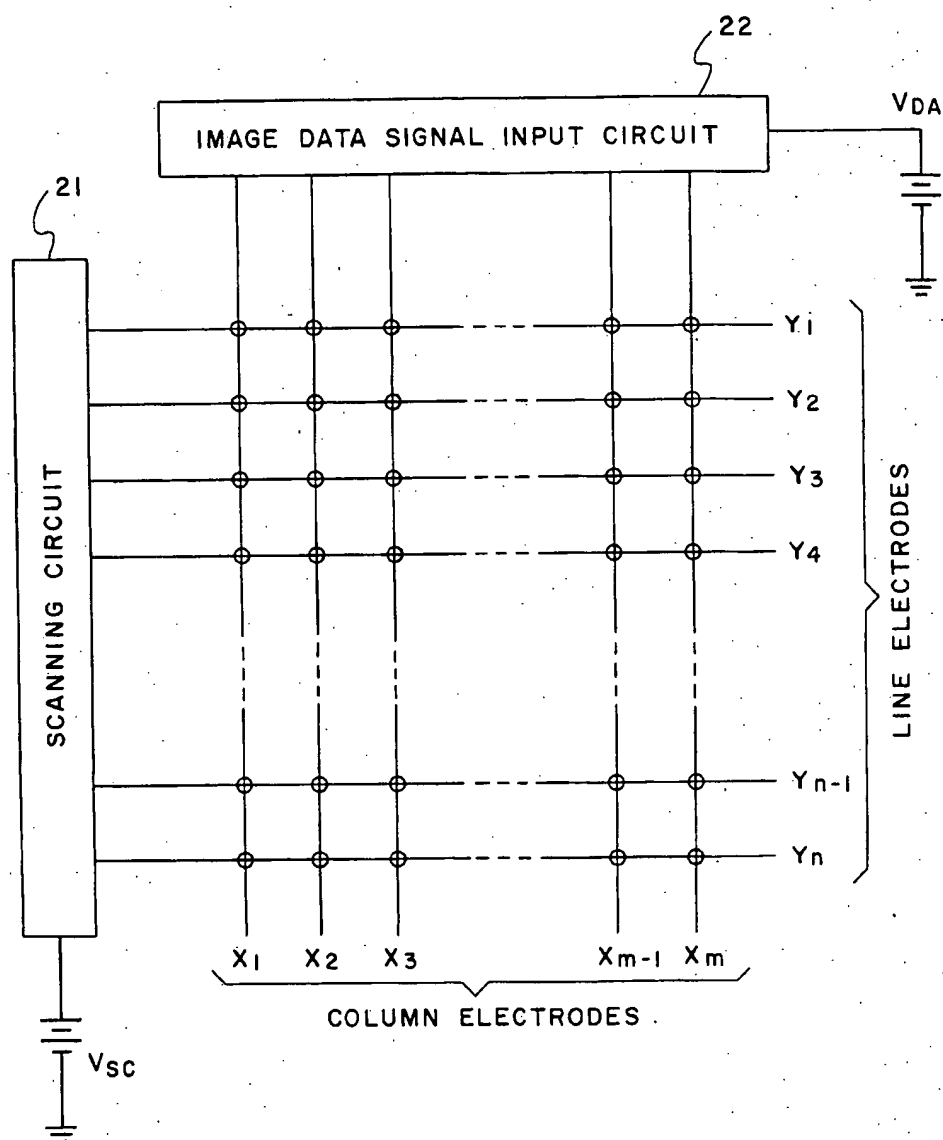 22
IMAGE DATA SIGNAL INPUT CIRCUIT
VDA
21
SCANNING CIRCUIT
Yi
Y2
Y3
Y4
Yn-1
Yn
LINE ELECTRODES
X1 X2 X3 Xm-1 Xm
COLUMN ELECTRODES
VSC